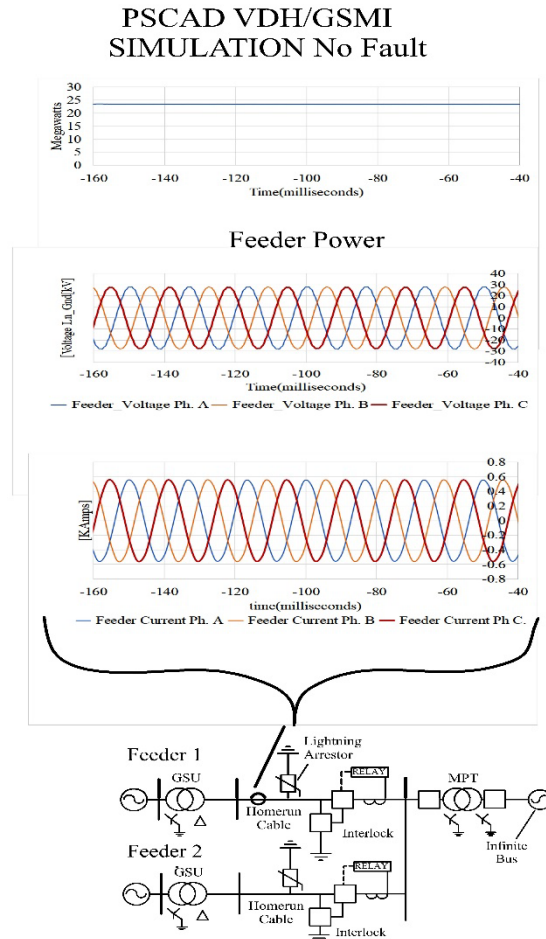 PSCAD VDH/GSMI
SIMULATION No Fault
Megawatts
30
25
20
15
10
5
0
-160 -140 -120 -100 -80 -60 -40
Time(milliseconds)
Feeder Power
[Voltage Ln_Gnd[kV]
40
30
20
10
0
-10
-20
-30
-40
-160 -140 -120 -100 -80 -60 -40
Time(milliseconds)
Feeder_Voltage Ph. A Feeder_Voltage Ph. B Feeder_Voltage Ph. C
[KAmps]
0.8
0.6
0.4
0.2
0
-0.2
-0.4
-0.6
-0.8
-160 -140 -120 -100 -80 -60 -40
time(milliseconds)
Feeder Current Ph. A Feeder Current Ph. B Feeder Current Ph C.
Lightning
Arrestor
Feeder 1
GSU
RELAY
MPT
Homerun
Cable
Interlock
Infinite
Bus
Feeder 2
GSU
RELAY
Homerun
Cable
Interlock